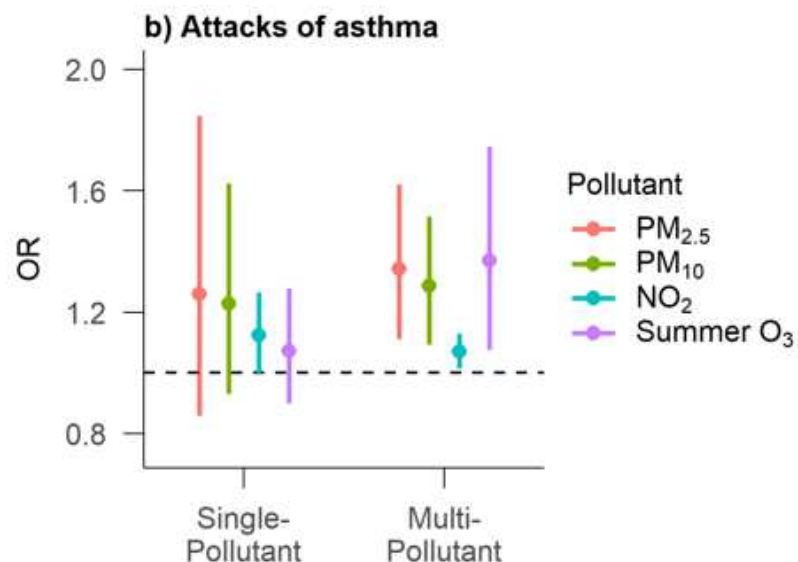 b) Attacks of asthma
2.0
1.6
1.2
0.8
OR
Single-
Pollutant
Multi-
Pollutant
Pollutant
PM2.5
PM10
NO2
Summer O3